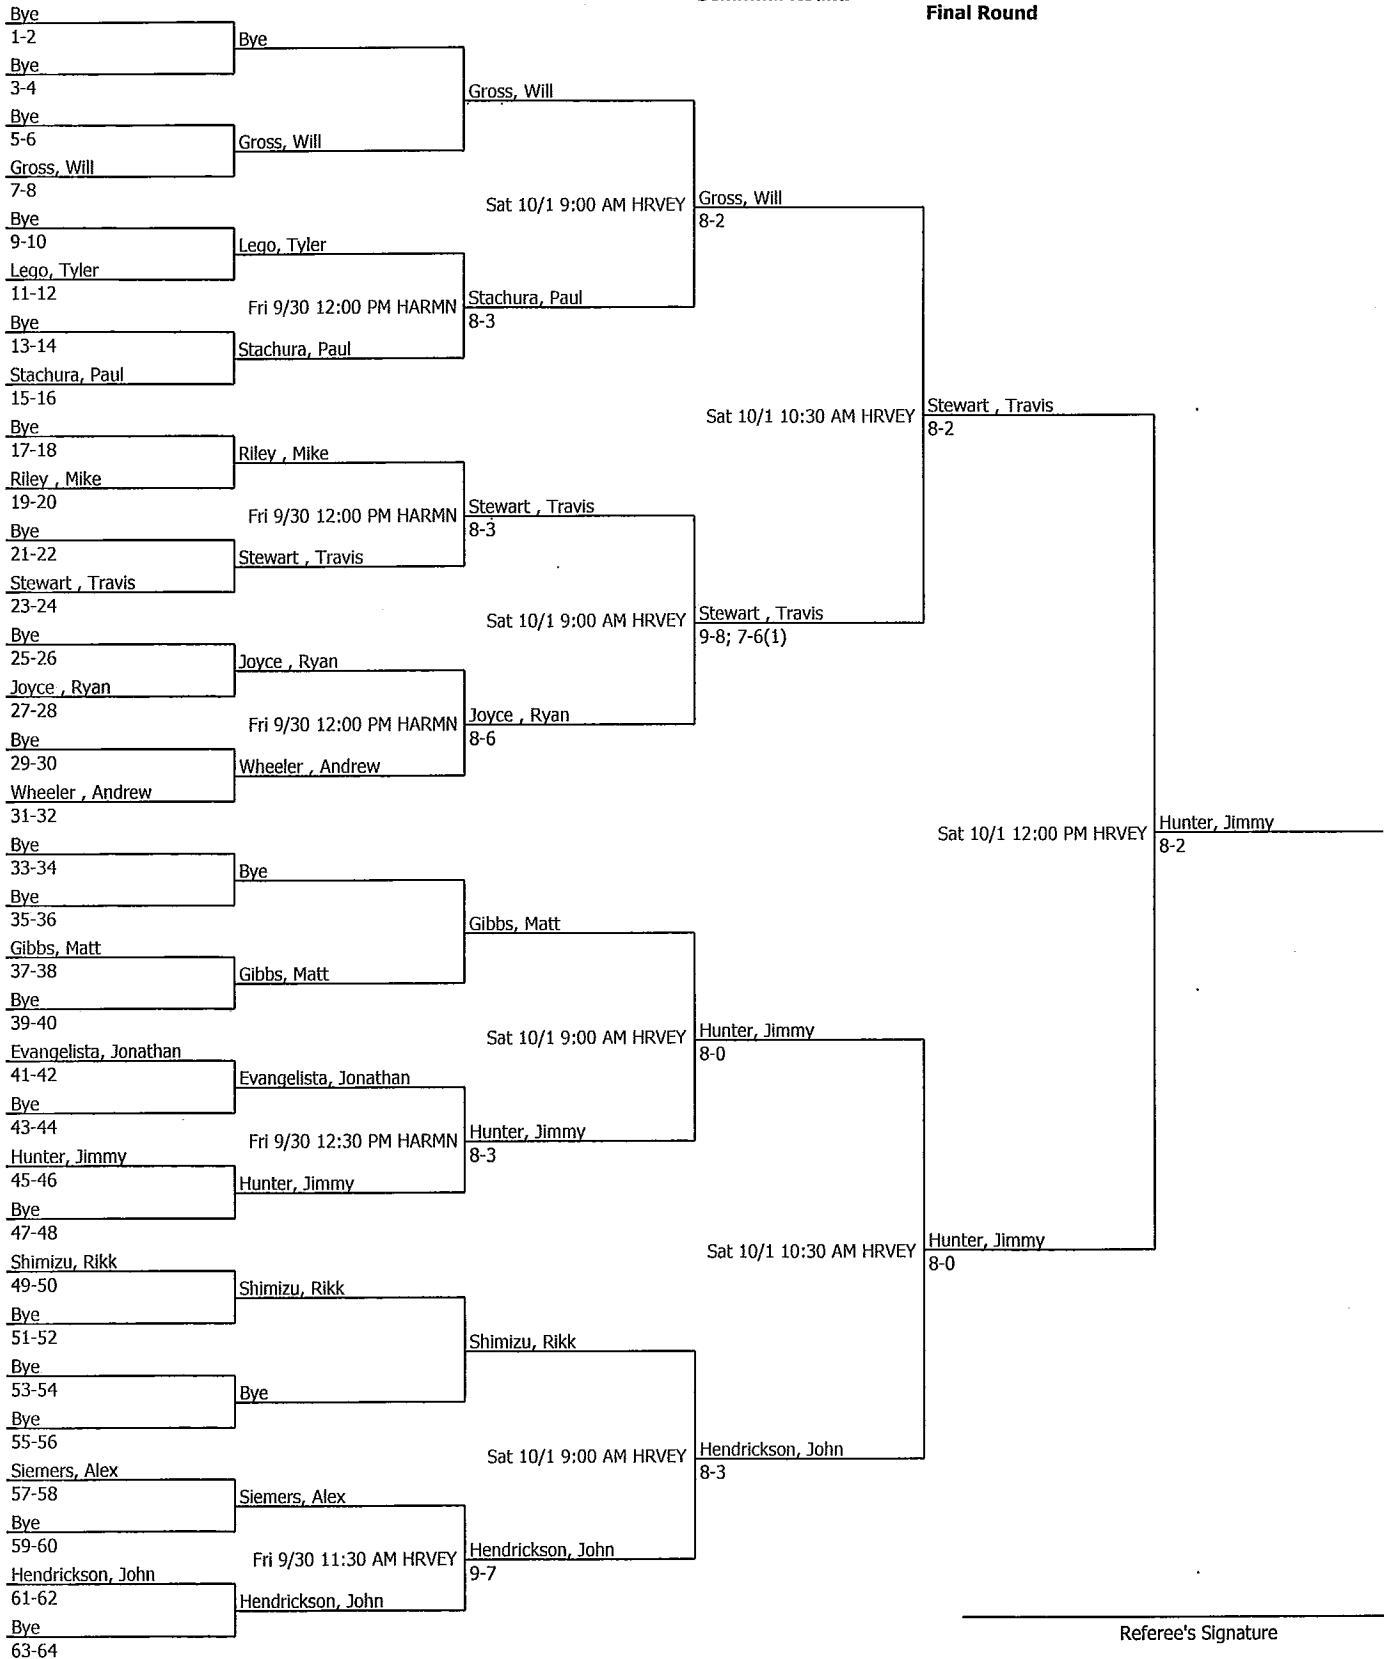 Final Round
Bye
1-2
Bye
3-4
Bye
5-6
Gross, Will
7-8
Bye
9-10
Lego, Tyler
11-12
Bye
13-14
Stachura, Paul
15-16
Bye
17-18
Riley , Mike
19-20
Bye
21-22
Stewart , Travis
23-24
Bye
25-26
Joyce , Ryan
27-28
Bye
29-30
Wheeler , Andrew
31-32
Bye
33-34
Bye
35-36
Gibbs, Matt
37-38
Bye
39-40
Evangelista, Jonathan
41-42
Bye
43-44
Hunter, Jimmy
45-46
Bye
47-48
Shimizu, Rikk
49-50
Bye
51-52
Bye
53-54
Bye
55-56
Siemers, Alex
57-58
Bye
59-60
Hendrickson, John
61-62
Bye
63-64
Bye
Gross, Will
Lego, Tyler
Fri 9/30 12:00 PM HARMN
Stachura, Paul
Riley , Mike
Fri 9/30 12:00 PM HARMN
Stewart , Travis
Joyce , Ryan
Fri 9/30 12:00 PM HARMN
Wheeler , Andrew
Bye
Gibbs, Matt
Evangelista, Jonathan
Fri 9/30 12:30 PM HARMN
Hunter, Jimmy
Shimizu, Rikk
Bye
Siemers, Alex
Fri 9/30 11:30 AM HRVEY
Hendrickson, John
Gross, Will
Sat 10/1 9:00 AM HRVEY
Stachura, Paul
8-3
Stewart , Travis
8-3
Sat 10/1 9:00 AM HRVEY
Joyce , Ryan
8-6
Gibbs, Matt
Sat 10/1 9:00 AM HRVEY
Hunter, Jimmy
8-3
Shimizu, Rikk
Sat 10/1 9:00 AM HRVEY
Hendrickson, John
9-7
Gross, Will
8-2
Sat 10/1 10:30 AM HRVEY
Stewart , Travis
9-8; 7-6(1)
Hunter, Jimmy
8-0
Sat 10/1 10:30 AM HRVEY
Hendrickson, John
8-3
Stewart , Travis
8-2
Sat 10/1 12:00 PM HRVEY
Hunter, Jimmy
8-0
Hunter, Jimmy
8-2
Referee's Signature